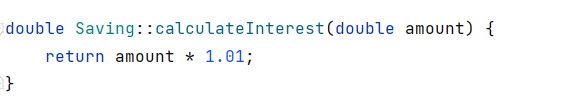 double Saving::calculateInterest(double amount) {
    return amount * 1.01;
}